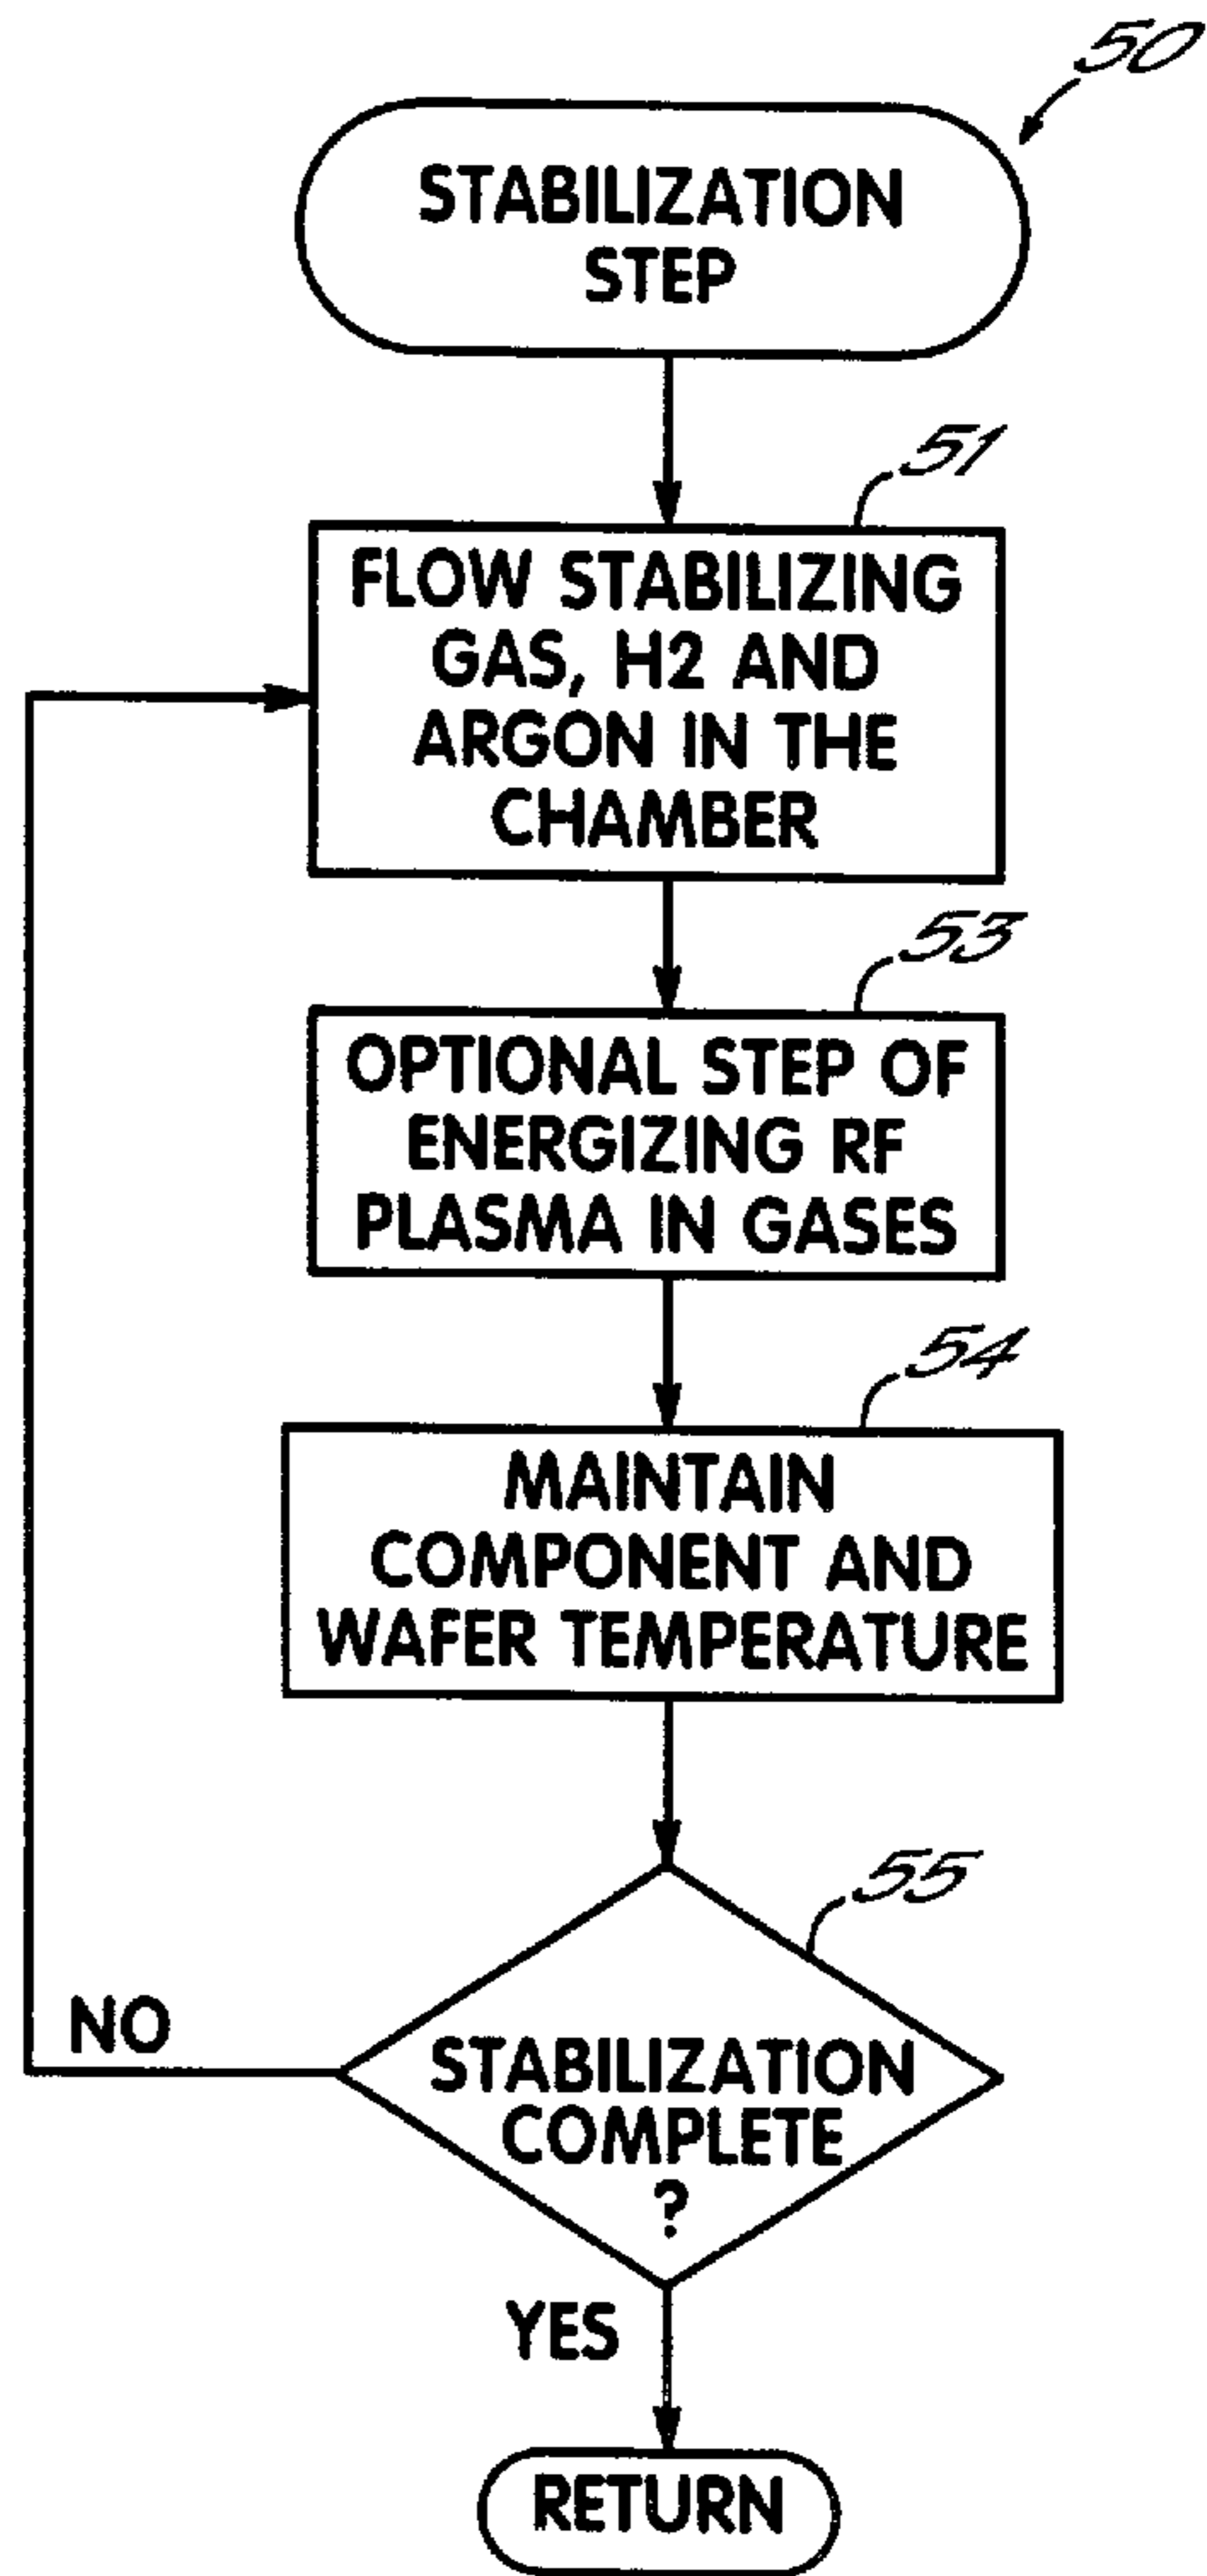 50
STABILIZATION
STEP
51
FLOW STABILIZING
GAS, H2 AND
ARGON IN THE
CHAMBER
53
OPTIONAL STEP OF
ENERGIZING RF
PLASMA IN GASES
54
MAINTAIN
COMPONENT AND
WAFER TEMPERATURE
55
STABILIZATION
COMPLETE
?
NO
YES
RETURN